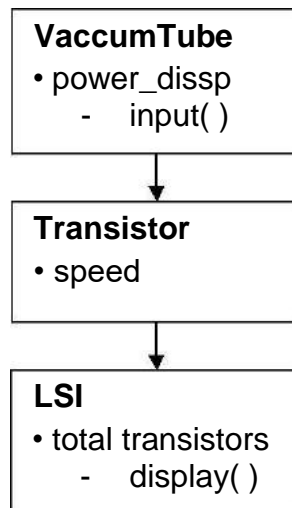 VaccumTube
• power_dissp
- input( )
Transistor
• speed
LSI
• total transistors
- display( )